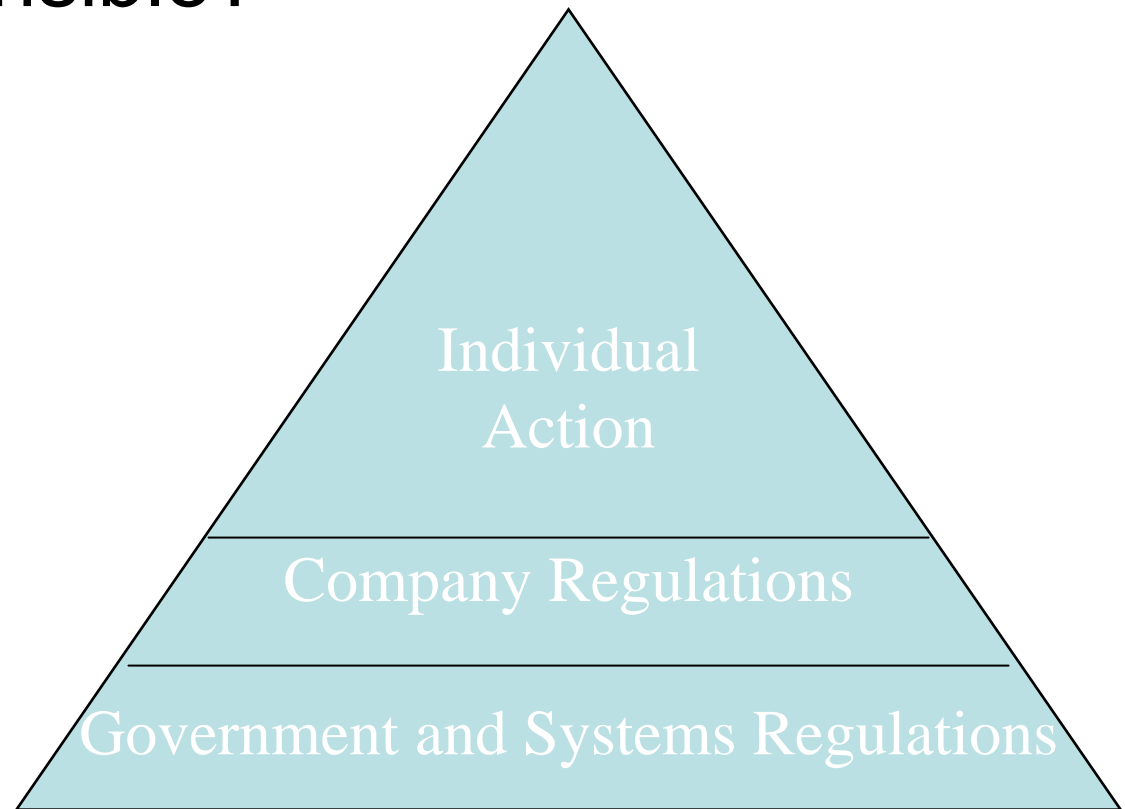 Individual
Action
Company Regulations
Government and Systems Regulations